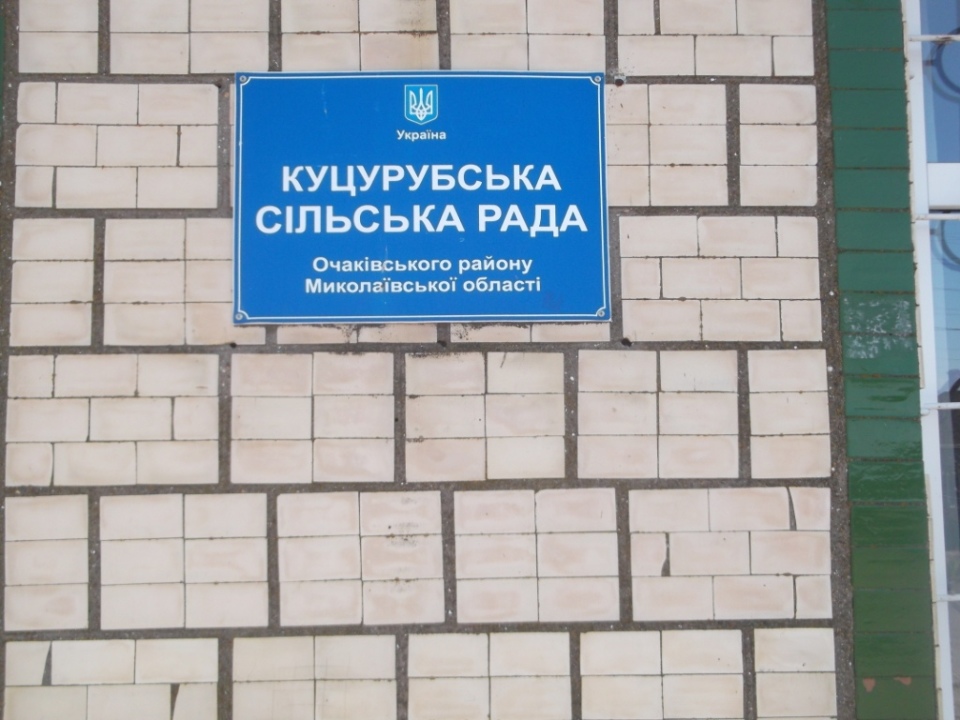 Україна
КУЦУРУБСЬКА
СІЛЬСЬКА РАДА
Очаківського району
Миколаївської області